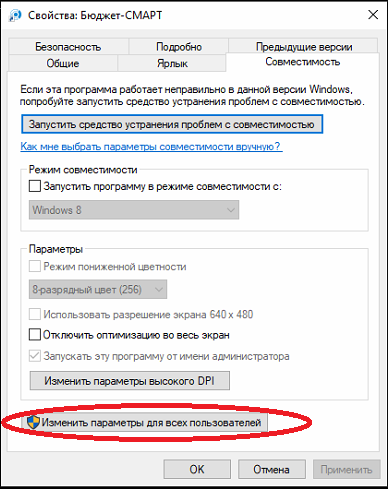 Свойства: Бюджет-СМАРТ
Безопасность
Подробно
Предыдущие версии
Общие
Ярлык
Совместимость
Если эта программа работает неправильно в данной версии Windows,
попробуйте запустить средство устранения проблем с совместимостью.
Запустить средство устранения проблем с совместимостью
Как мне выбрать параметры совместимости вручную?
Режим совместимости
Запустить программу в режиме совместимости с:
Windows 8
Параметры
Режим пониженной цветности
8-разрядный цвет (256)
Использовать разрешение экрана 640 x 480
Отключить оптимизацию во весь экран
Запускать эту программу от имени администратора
Изменить параметры высокого DPI
Изменить параметры для всех пользователей
ОК
Отмена
Применить